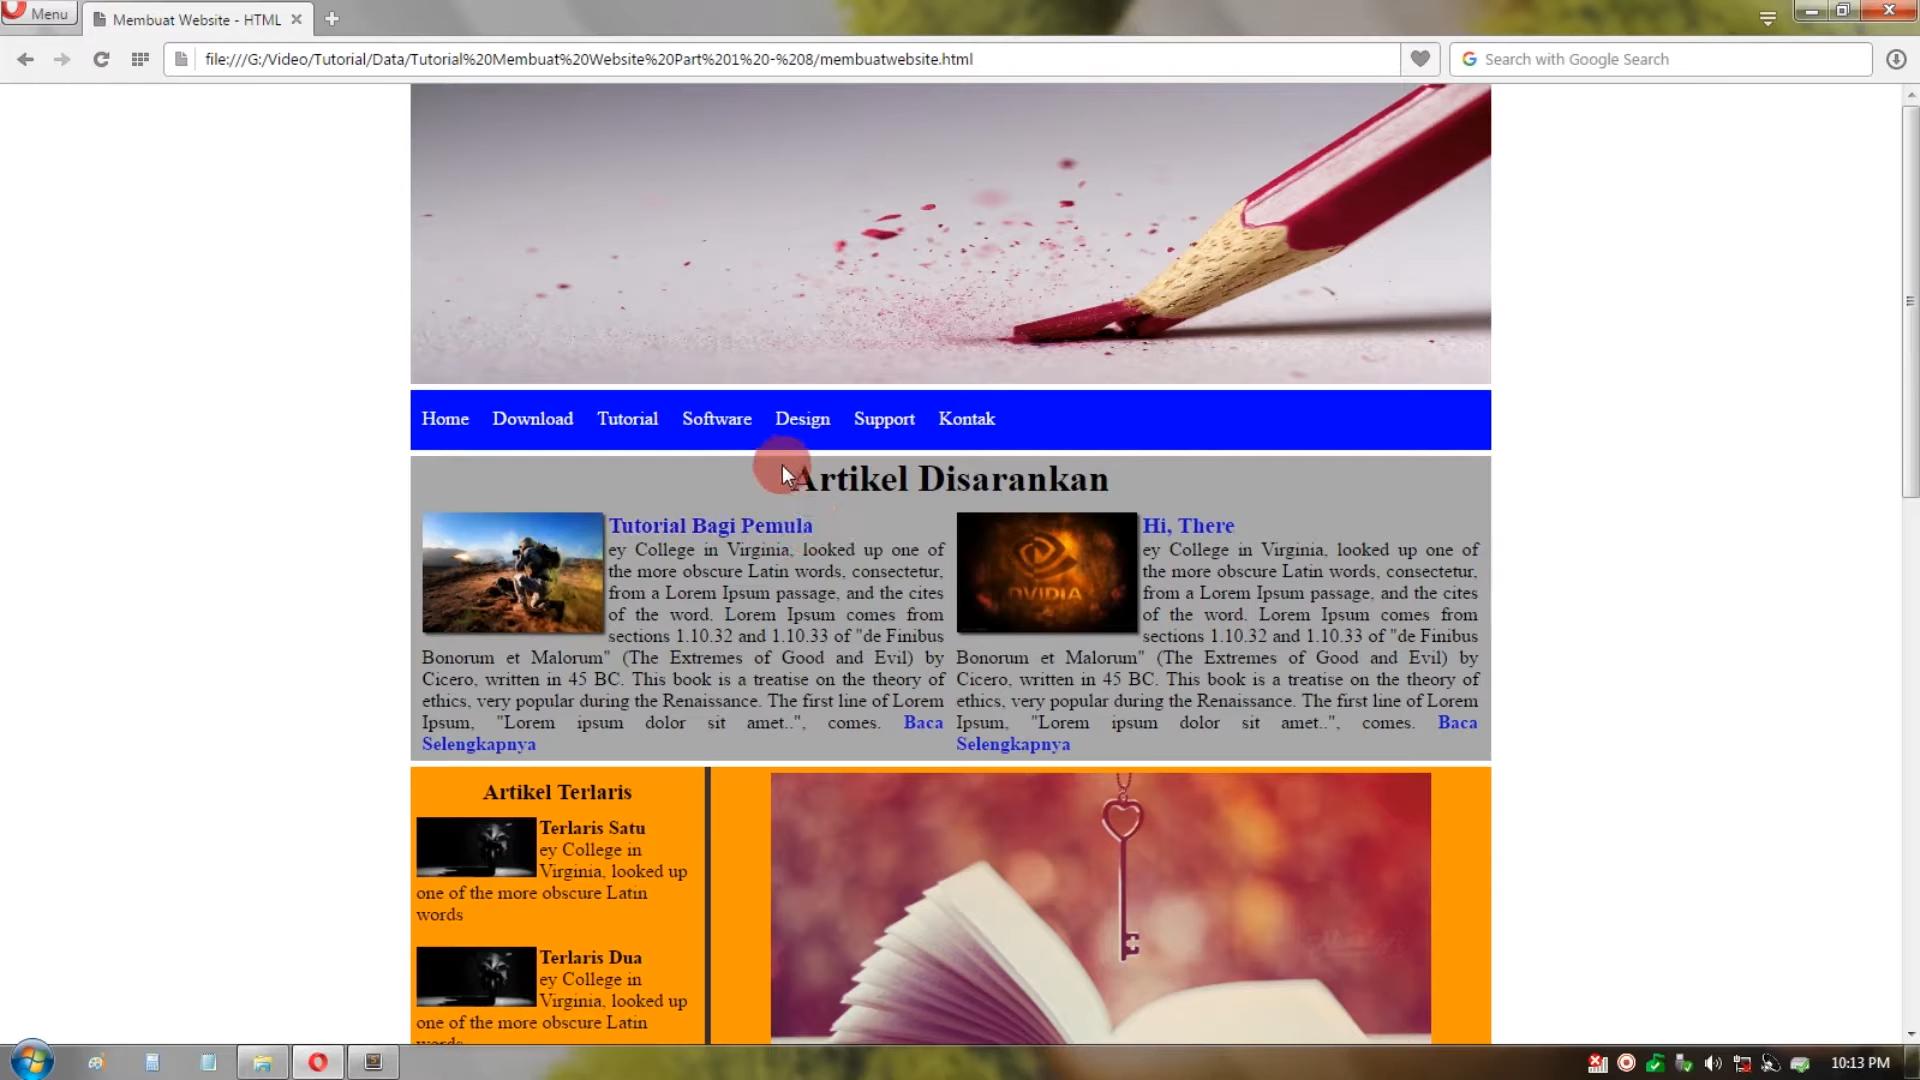 Menu
Membuat Website - HTML
file:///G:/Video/Tutorial/Data/Tutorial%20Membuat%20Website%20Part%201%20-%208/membuatwebsite.html
Search with Google Search
Home Download Tutorial Software Design Support Kontak
Artikel Disarankan
Tutorial Bagi Pemula
ey College in Virginia, looked up one of
the more obscure Latin words, consectetur,
from a Lorem Ipsum passage, and the cites
of the word. Lorem Ipsum comes from
sections 1.10.32 and 1.10.33 of "de Finibus
Bonorum et Malorum" (The Extremes of Good and Evil) by
Cicero, written in 45 BC. This book is a treatise on the theory of
ethics, very popular during the Renaissance. The first line of Lorem
Ipsum, "Lorem ipsum dolor sit amet..", comes. Baca
Selengkapnya
NVIDIA
Hi, There
ey College in Virginia, looked up one of
the more obscure Latin words, consectetur,
from a Lorem Ipsum passage, and the cites
of the word. Lorem Ipsum comes from
sections 1.10.32 and 1.10.33 of "de Finibus
Bonorum et Malorum" (The Extremes of Good and Evil) by
Cicero, written in 45 BC. This book is a treatise on the theory of
ethics, very popular during the Renaissance. The first line of Lorem
Ipsum, "Lorem ipsum dolor sit amet..", comes. Baca
Selengkapnya
Artikel Terlaris
Terlaris Satu
ey College in
Virginia, looked up
one of the more obscure Latin
words
Terlaris Dua
ey College in
Virginia, looked up
one of the more obscure Latin
words
10:13 PM